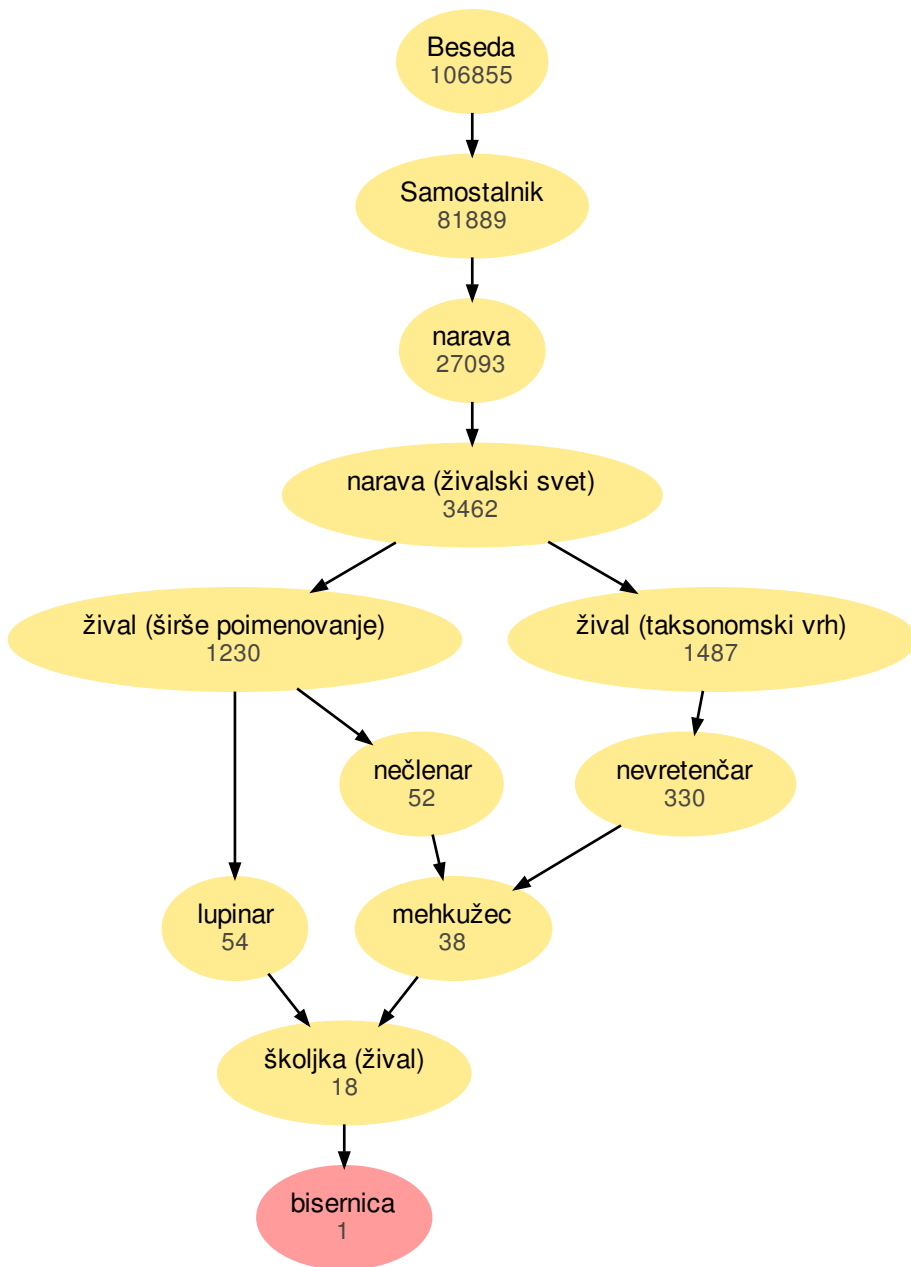 Beseda
106855
Samostalnik
81889
narava
27093
narava (živalski svet)
3462
žival (širše poimenovanje)
1230
žival (taksonomski vrh)
1487
nečlenar
52
nevretenčar
330
lupinar
54
mehkužec
38
školjka (žival)
18
bisernica
1